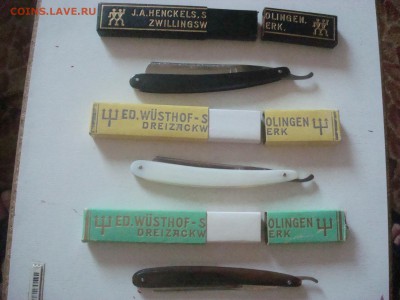 COINS.LAVE.RU
J.A.HENCKELS,S OLINGEN.
ZWILLINGSW ERK.
ED.WÜSTHOF-S OLINGEN
DREIZACKW ERK
ED.WÜSTHOF-S OLINGEN
DREIZACKW ERK.